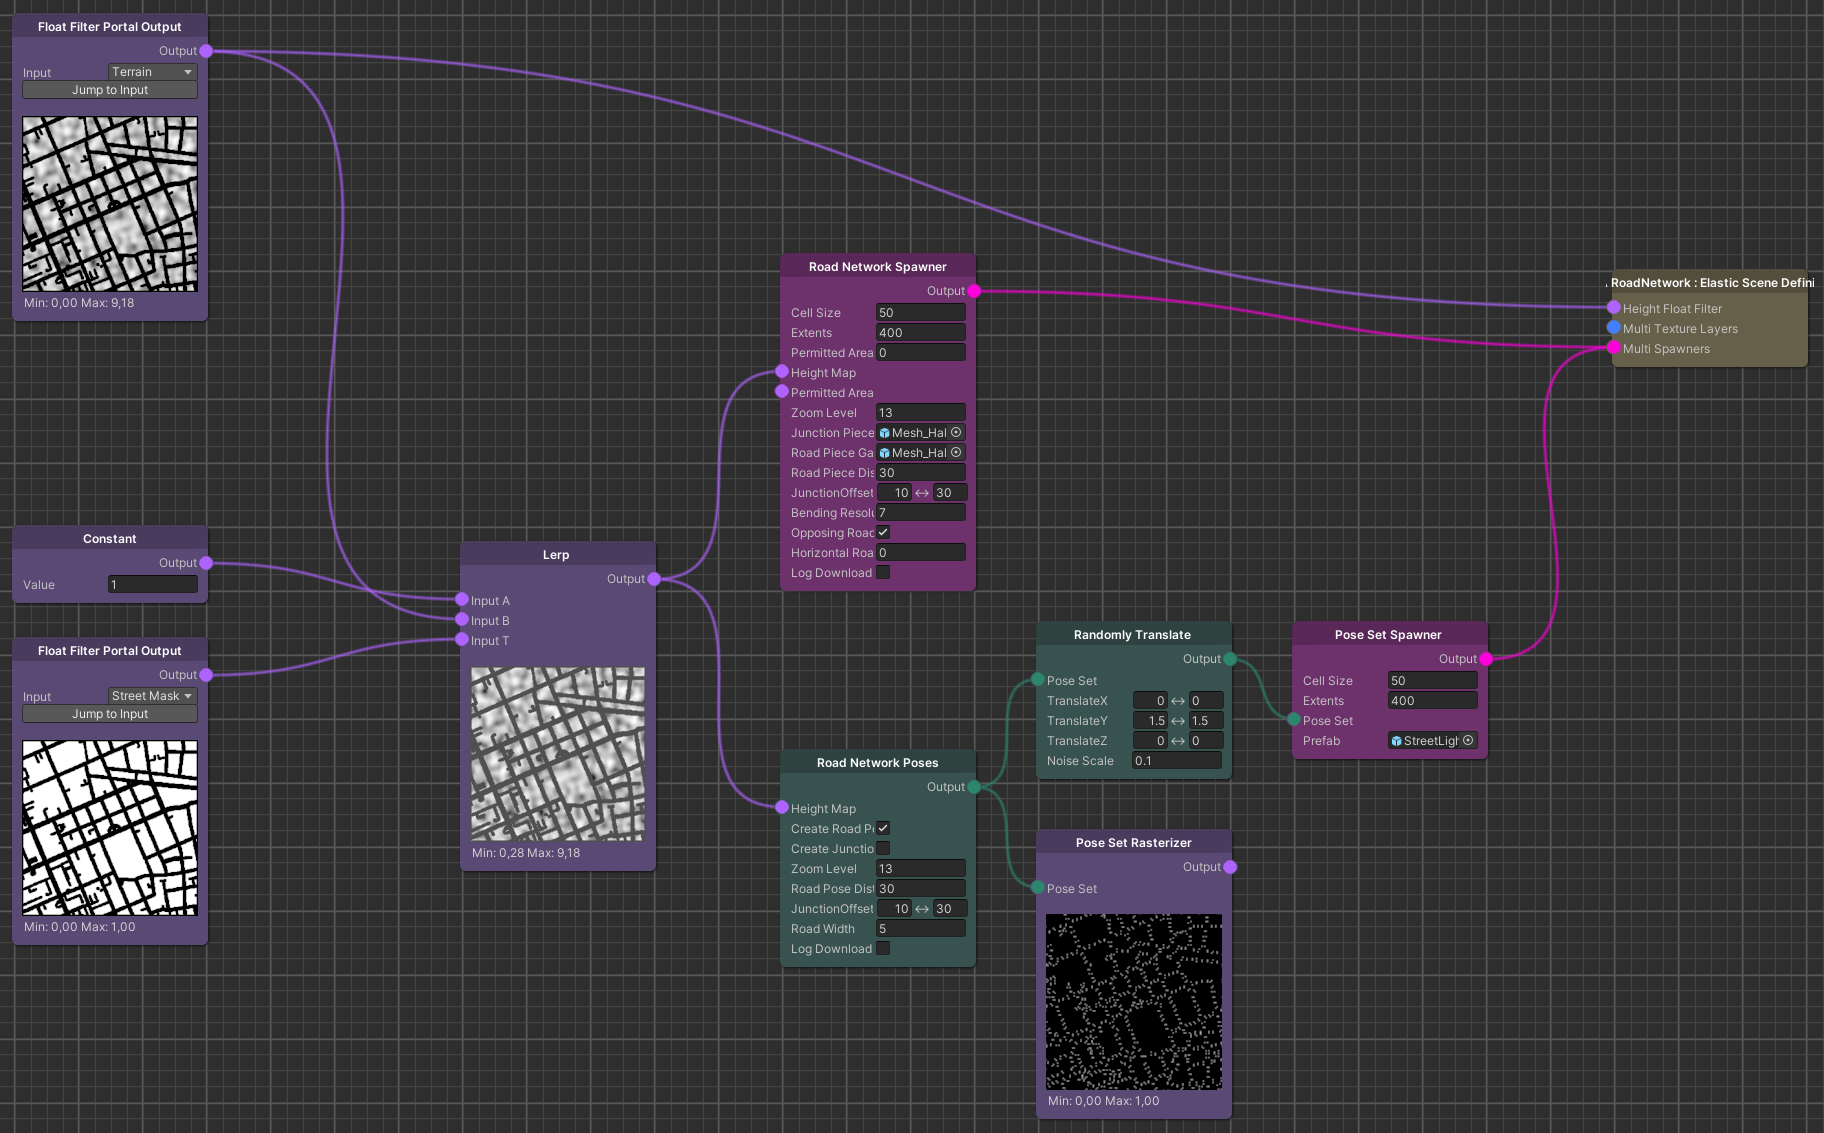 Float Filter Portal Output
Output
Input Terrain
Jump to Input
Min: 0,00 Max: 9,18
Constant
Output
Value 1
Float Filter Portal Output
Output
Input Street Mask
Jump to Input
Min: 0,00 Max: 1,00
Lerp
Output
Input A
Input B
Input T
Min: 0,28 Max: 9,18
Road Network Spawner
Output
Cell Size 50
Extents 400
Permitted Area 0
Height Map
Permitted Area
Zoom Level 13
Junction Piece Mesh_Hal
Road Piece Ga Mesh_Hal
Road Piece Dis 30
JunctionOffset 10 ↔ 30
Bending Resolu 7
Opposing Road
Horizontal Roa 0
Log Download
Road Network Poses
Output
Height Map
Create Road P
Create Junctio
Zoom Level 13
Road Pose Dist 30
JunctionOffset 10 ↔ 30
Road Width 5
Log Download
Randomly Translate
Output
Pose Set
TranslateX 0 ↔ 0
TranslateY 1.5 ↔ 1.5
TranslateZ 0 ↔ 0
Noise Scale 0.1
Pose Set Rasterizer
Output
Pose Set
Min: 0,00 Max: 1,00
Pose Set Spawner
Output
Cell Size 50
Extents 400
Pose Set
Prefab StreetLigh
RoadNetwork : Elastic Scene Defini
Height Float Filter
Multi Texture Layers
Multi Spawners